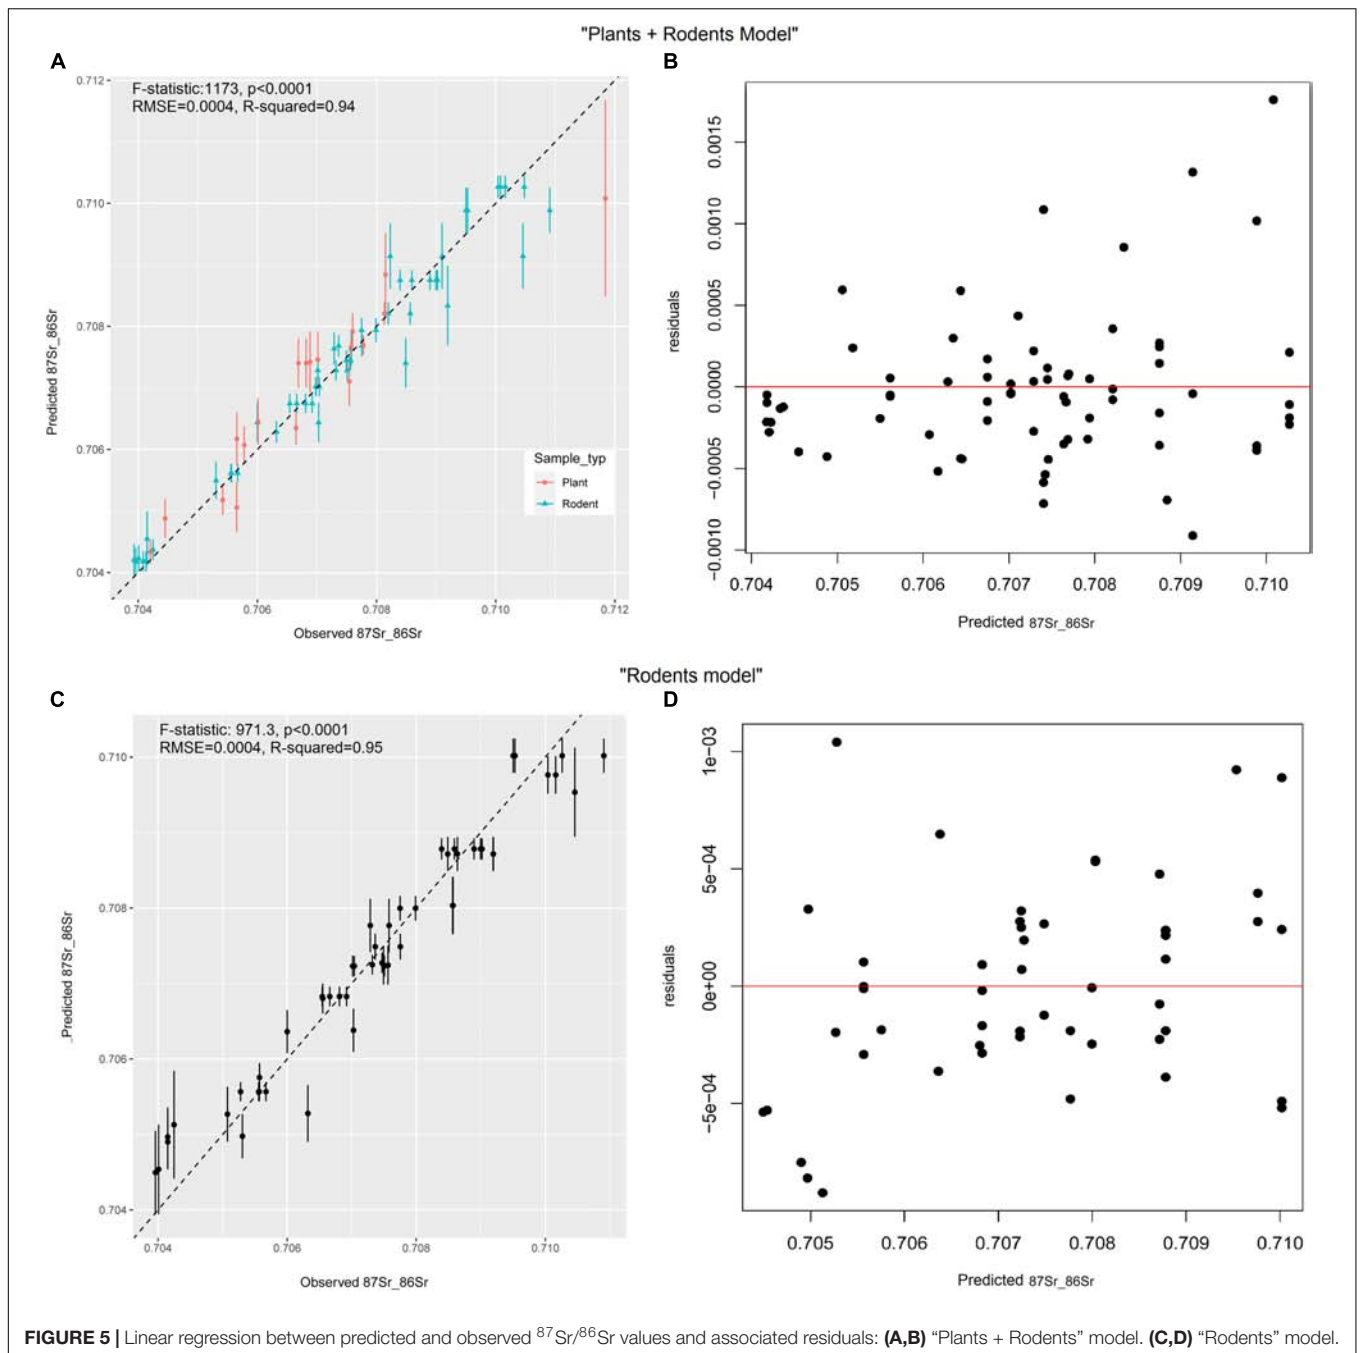 "Plants + Rodents Model"
A
F-statistic:1173, p<0.0001
RMSE=0.0004, R-squared=0.94
0.712
0.710
0.708
0.706
0.704
Predicted 87Sr_86Sr
Sample_typ
Plant
Rodent
0.704 0.706 0.708 0.710 0.712
Observed 87Sr_86Sr
B
0.0015
0.0010
0.0005
0.0000
−0.0005
−0.0010
residuals
0.704 0.705 0.706 0.707 0.708 0.709 0.710
Predicted 87Sr_86Sr
"Rodents model"
C
F-statistic: 971.3, p<0.0001
RMSE=0.0004, R-squared=0.95
0.710
0.708
0.706
0.704
_Predicted 87Sr_86Sr
0.704 0.706 0.708 0.710
Observed 87Sr_86Sr
D
1e−03
5e−04
0e+00
−5e−04
residuals
0.705 0.706 0.707 0.708 0.709 0.710
Predicted 87Sr_86Sr
FIGURE 5 | Linear regression between predicted and observed ⁸⁷Sr/⁸⁶Sr values and associated residuals: (A,B) “Plants + Rodents” model. (C,D) “Rodents” model.